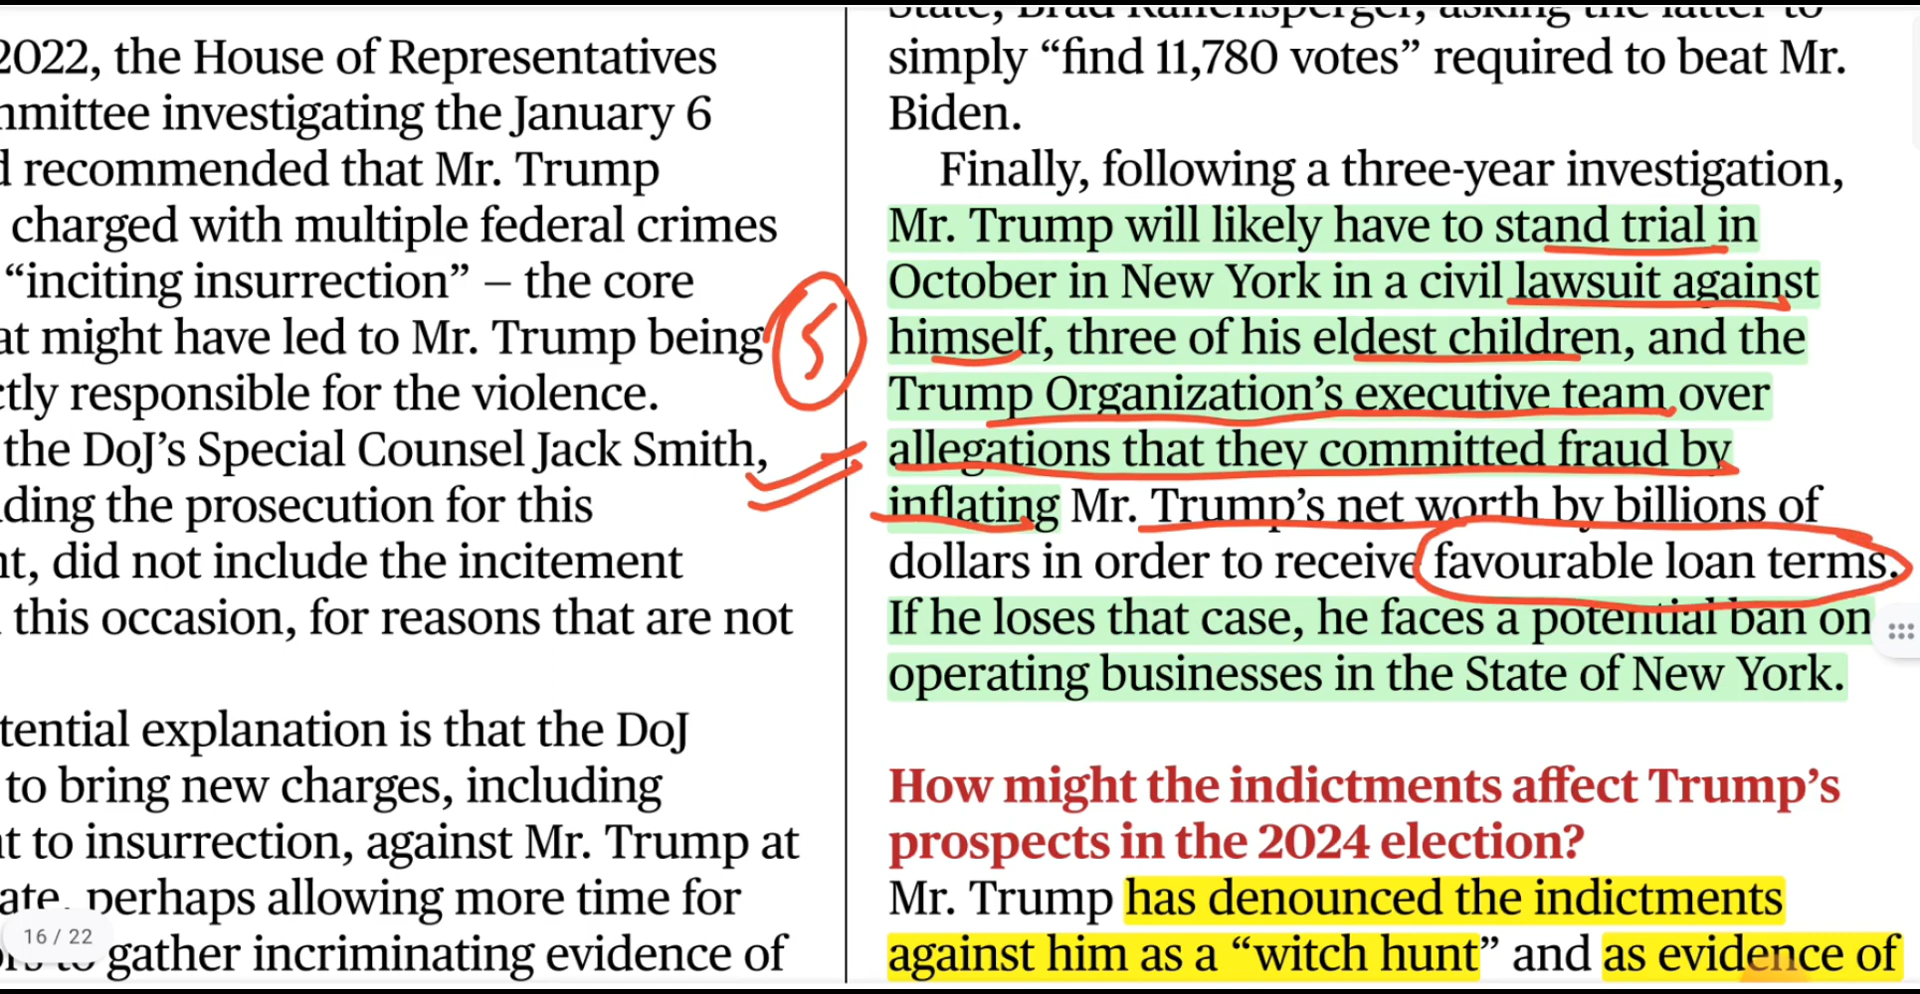 2022, the House of Representatives
investigating the January 6
recommended that Mr. Trump
charged with multiple federal crimes
“inciting insurrection” – the core
at might have led to Mr. Trump being
responsible for the violence.
the DoJ’s Special Counsel Jack Smith,
the prosecution for this
did not include the incitement
this occasion, for reasons that are not
explanation is that the DoJ
to bring new charges, including
to insurrection, against Mr. Trump at
perhaps allowing more time for
gather incriminating evidence of
16 / 22
5
State, Brad Raffensperger, asking the latter to
simply “find 11,780 votes” required to beat Mr.
Biden.
Finally, following a three-year investigation,
Mr. Trump will likely have to stand trial in
October in New York in a civil lawsuit against
himself, three of his eldest children, and the
Trump Organization’s executive team over
allegations that they committed fraud by
inflating Mr. Trump’s net worth by billions of
dollars in order to receive favourable loan terms.
If he loses that case, he faces a potential ban on
operating businesses in the State of New York.
How might the indictments affect Trump’s
prospects in the 2024 election?
Mr. Trump has denounced the indictments
against him as a “witch hunt” and as evidence of